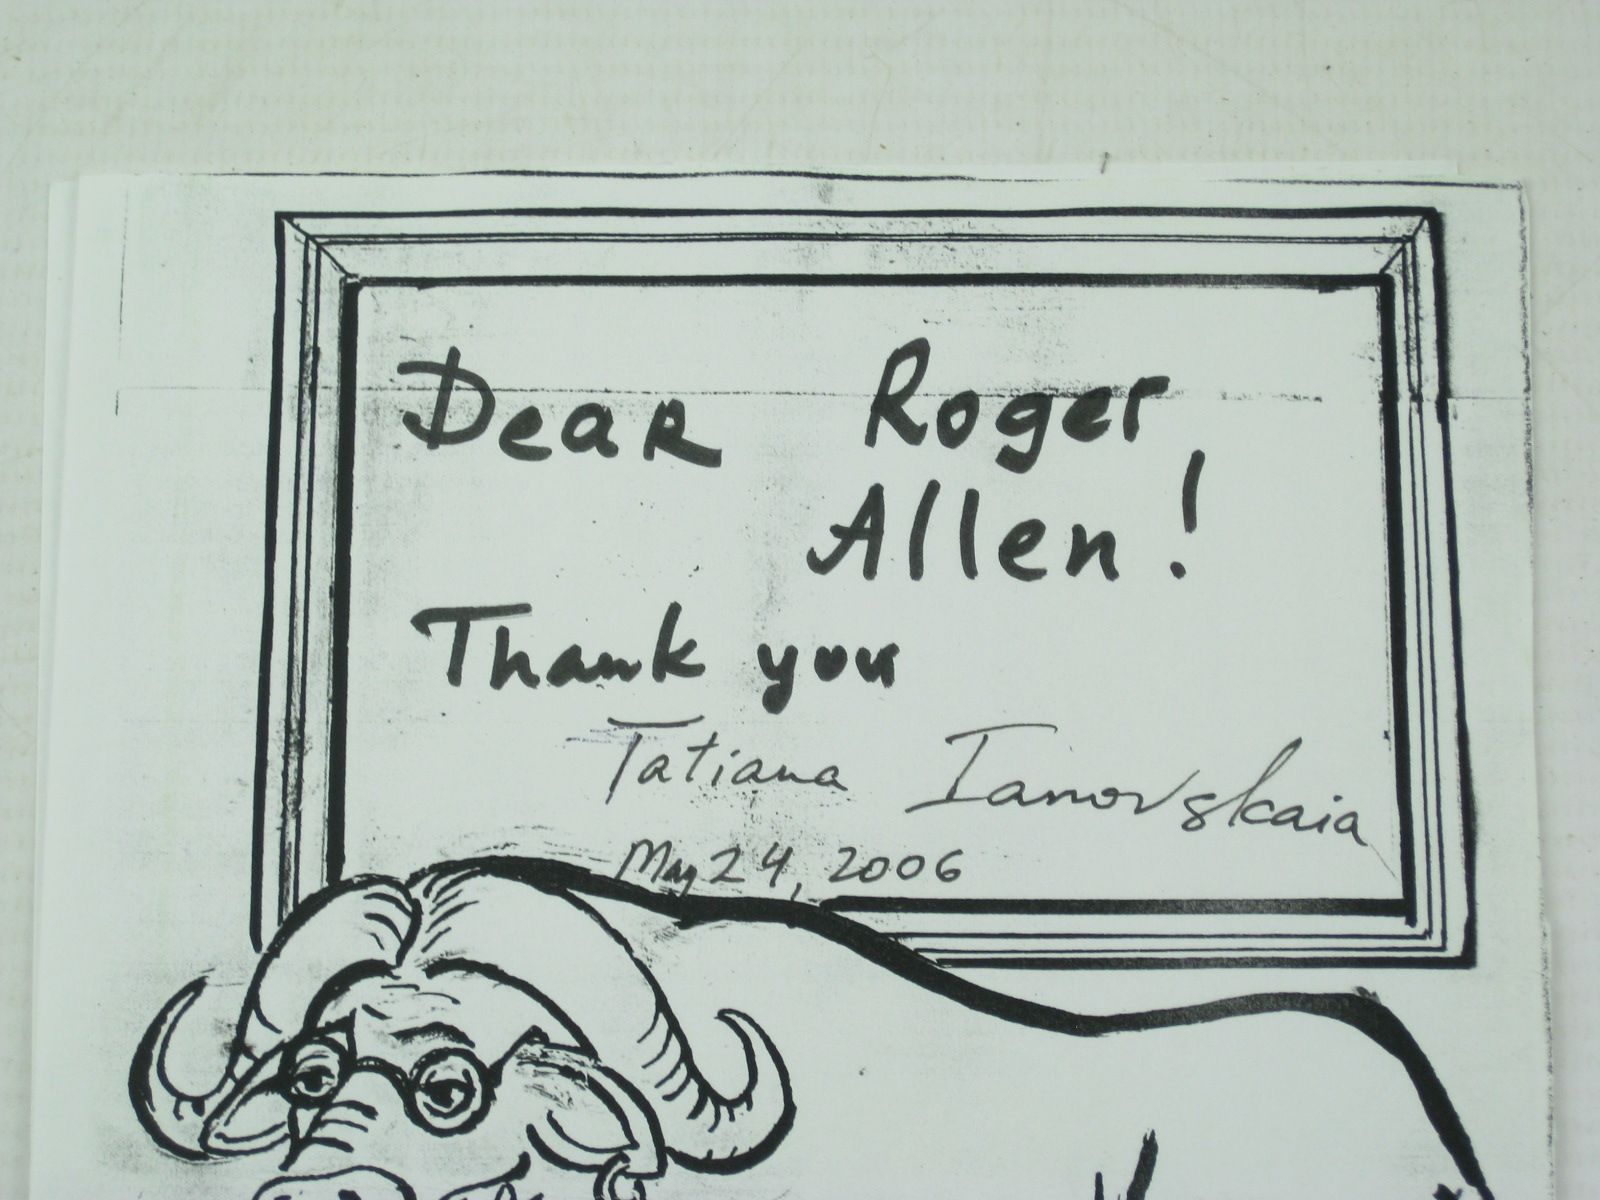 Dear Roger
Allen!
Thank you
Tatiana Ianovskaia
May 24, 2006